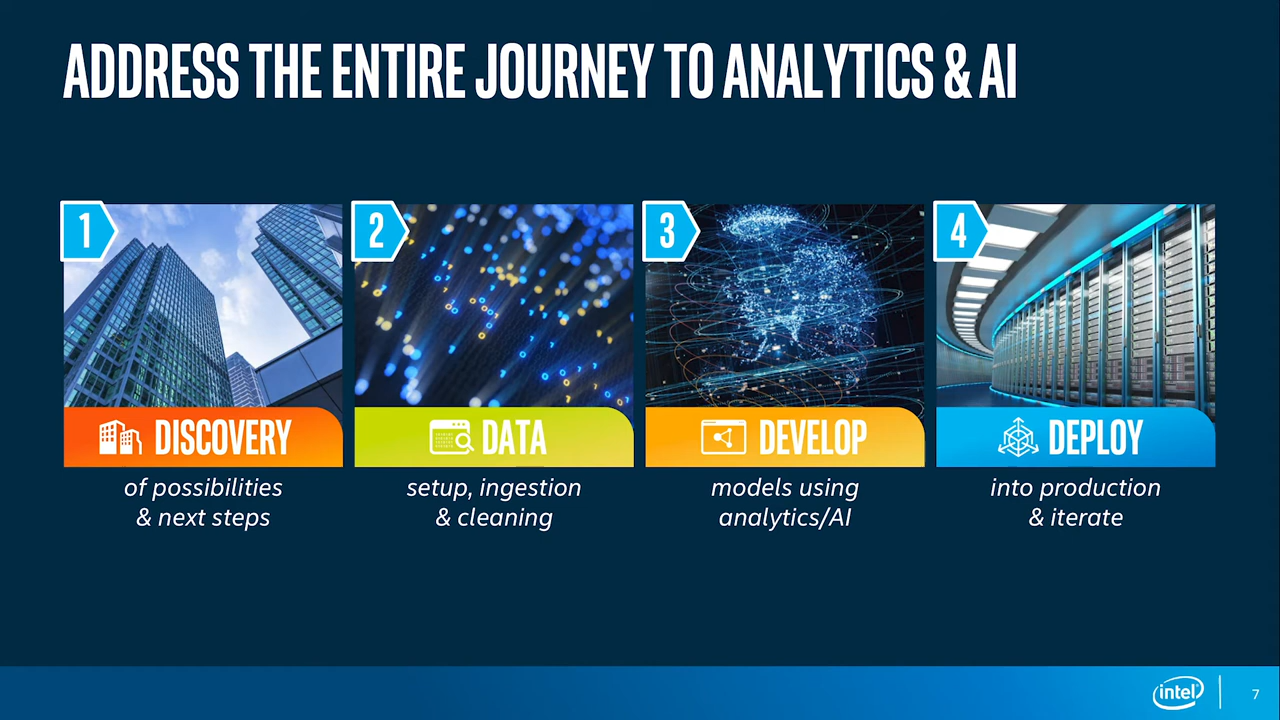 ADDRESS THE ENTIRE JOURNEY TO ANALYTICS & AI
1
DISCOVERY
of possibilities
& next steps
2
DATA
setup, ingestion
& cleaning
3
DEVELOP
models using
analytics/AI
4
DEPLOY
into production
& iterate
intel
7